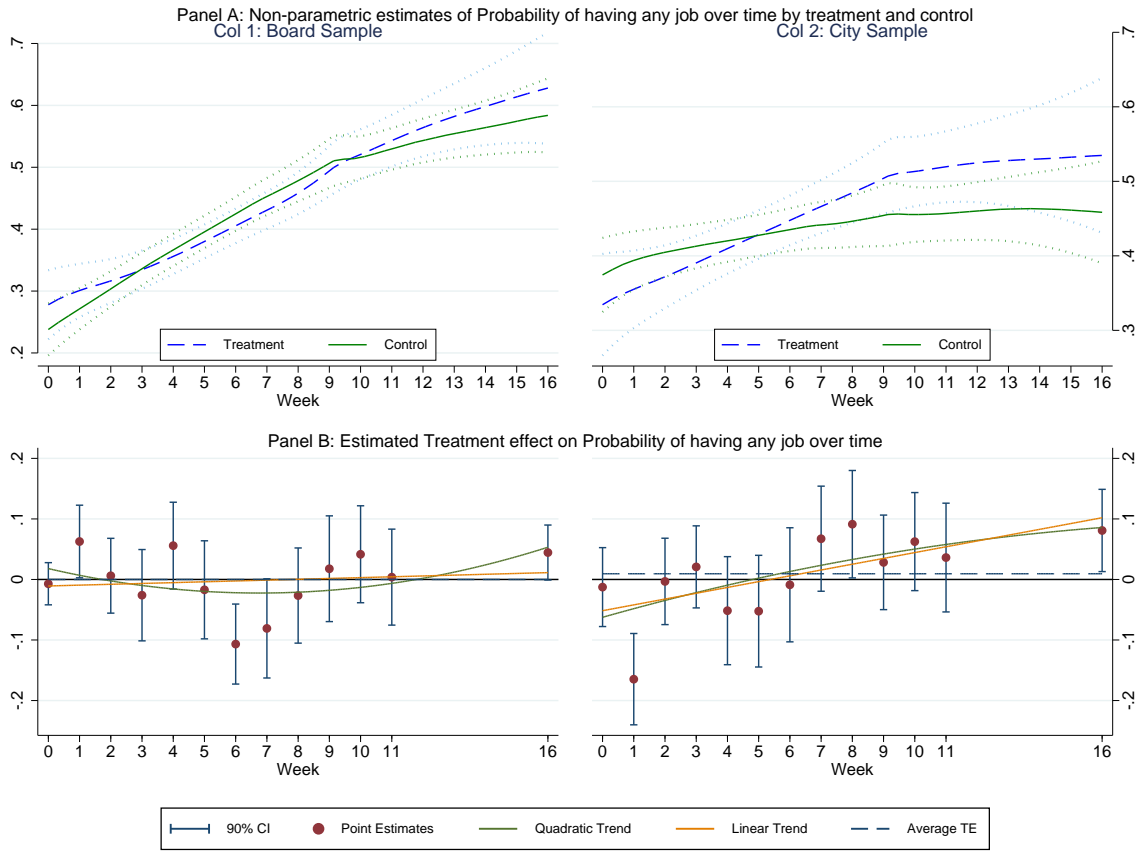 Panel A: Non-parametric estimates of Probability of having any job over time by treatment and control
Col 1: Board Sample
Col 2: City Sample
.7
.6
.5
.4
.3
.2
Treatment
Control
0 1 2 3 4 5 6 7 8 9 10 11 12 13 14 15 16
Week
.7
.6
.5
.4
.3
Treatment
Control
0 1 2 3 4 5 6 7 8 9 10 11 12 13 14 15 16
Week
Panel B: Estimated Treatment effect on Probability of having any job over time
.2
.1
0
-.1
-.2
0 1 2 3 4 5 6 7 8 9 10 11 16
Week
.2
.1
0
-.1
-.2
0 1 2 3 4 5 6 7 8 9 10 11 16
Week
90% CI
Point Estimates
Quadratic Trend
Linear Trend
Average TE